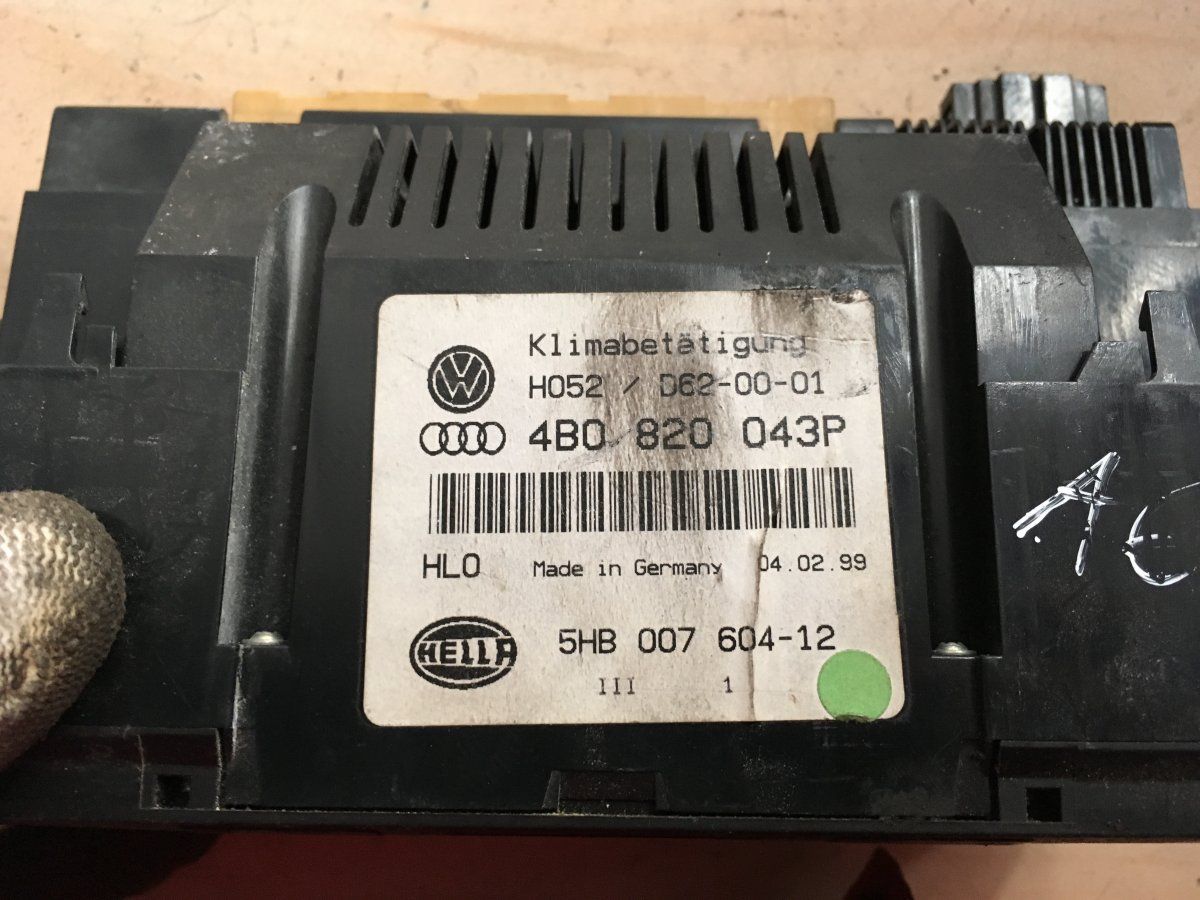 Klimabetätigung
H052 / D62-00-01
4B0 820 043P
HLO Made in Germany 04.02.99
HELLA 5HB 007 604-12
III 1
A6